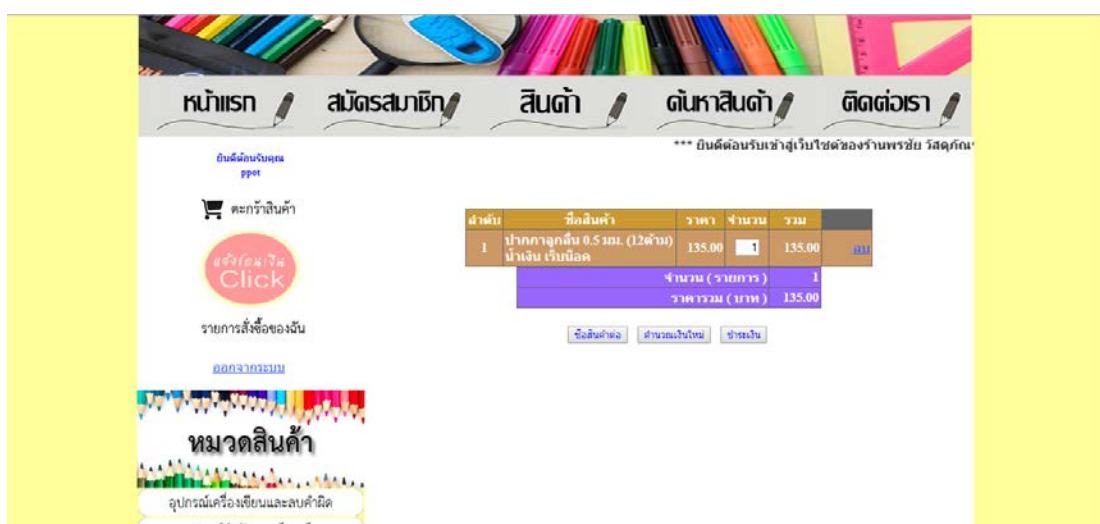 หน้าแรก สมัครสมาชิก สินค้า ค้นหาสินค้า ติดต่อเรา
*** ยินดีต้อนรับเข้าสู่เว็บไซต์ของร้านพรชัย วัสดุภัณ
ยินดีต้อนรับคุณ
ppot
ตะกร้าสินค้า
แจ้งโอนเงิน
Click
รายการสั่งซื้อของฉัน
ออกจากระบบ
ลำดับ ชื่อสินค้า ราคา จำนวน รวม
1 ปากกาลูกลื่น 0.5 มม. (12ด้าม) 135.00 1 135.00 ลบ
น้ำเงิน เร็บน๊อค
จำนวน ( รายการ ) 1
ราคารวม ( บาท ) 135.00
ซื้อสินค้าต่อ คำนวณเงินใหม่ ชำระเงิน
หมวดสินค้า
อุปกรณ์เครื่องเขียนและลบคำผิด